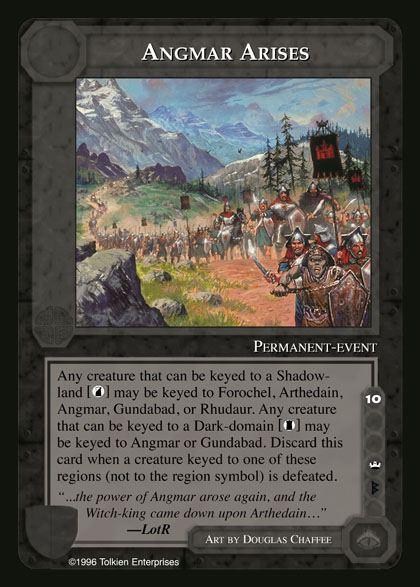 Angmar Arises
Permanent-event
Any creature that can be keyed to a Shadow-
land [] may be keyed to Forochel, Arthedain,
Angmar, Gundabad, or Rhudaur. Any creature
that can be keyed to a Dark-domain [] may
be keyed to Angmar or Gundabad. Discard this
card when a creature keyed to one of these
regions (not to the region symbol) is defeated.
10
“...the power of Angmar arose again, and the
Witch-king came down upon Arthedain…”
—LotR
Art by Douglas Chaffee
©1996 Tolkien Enterprises